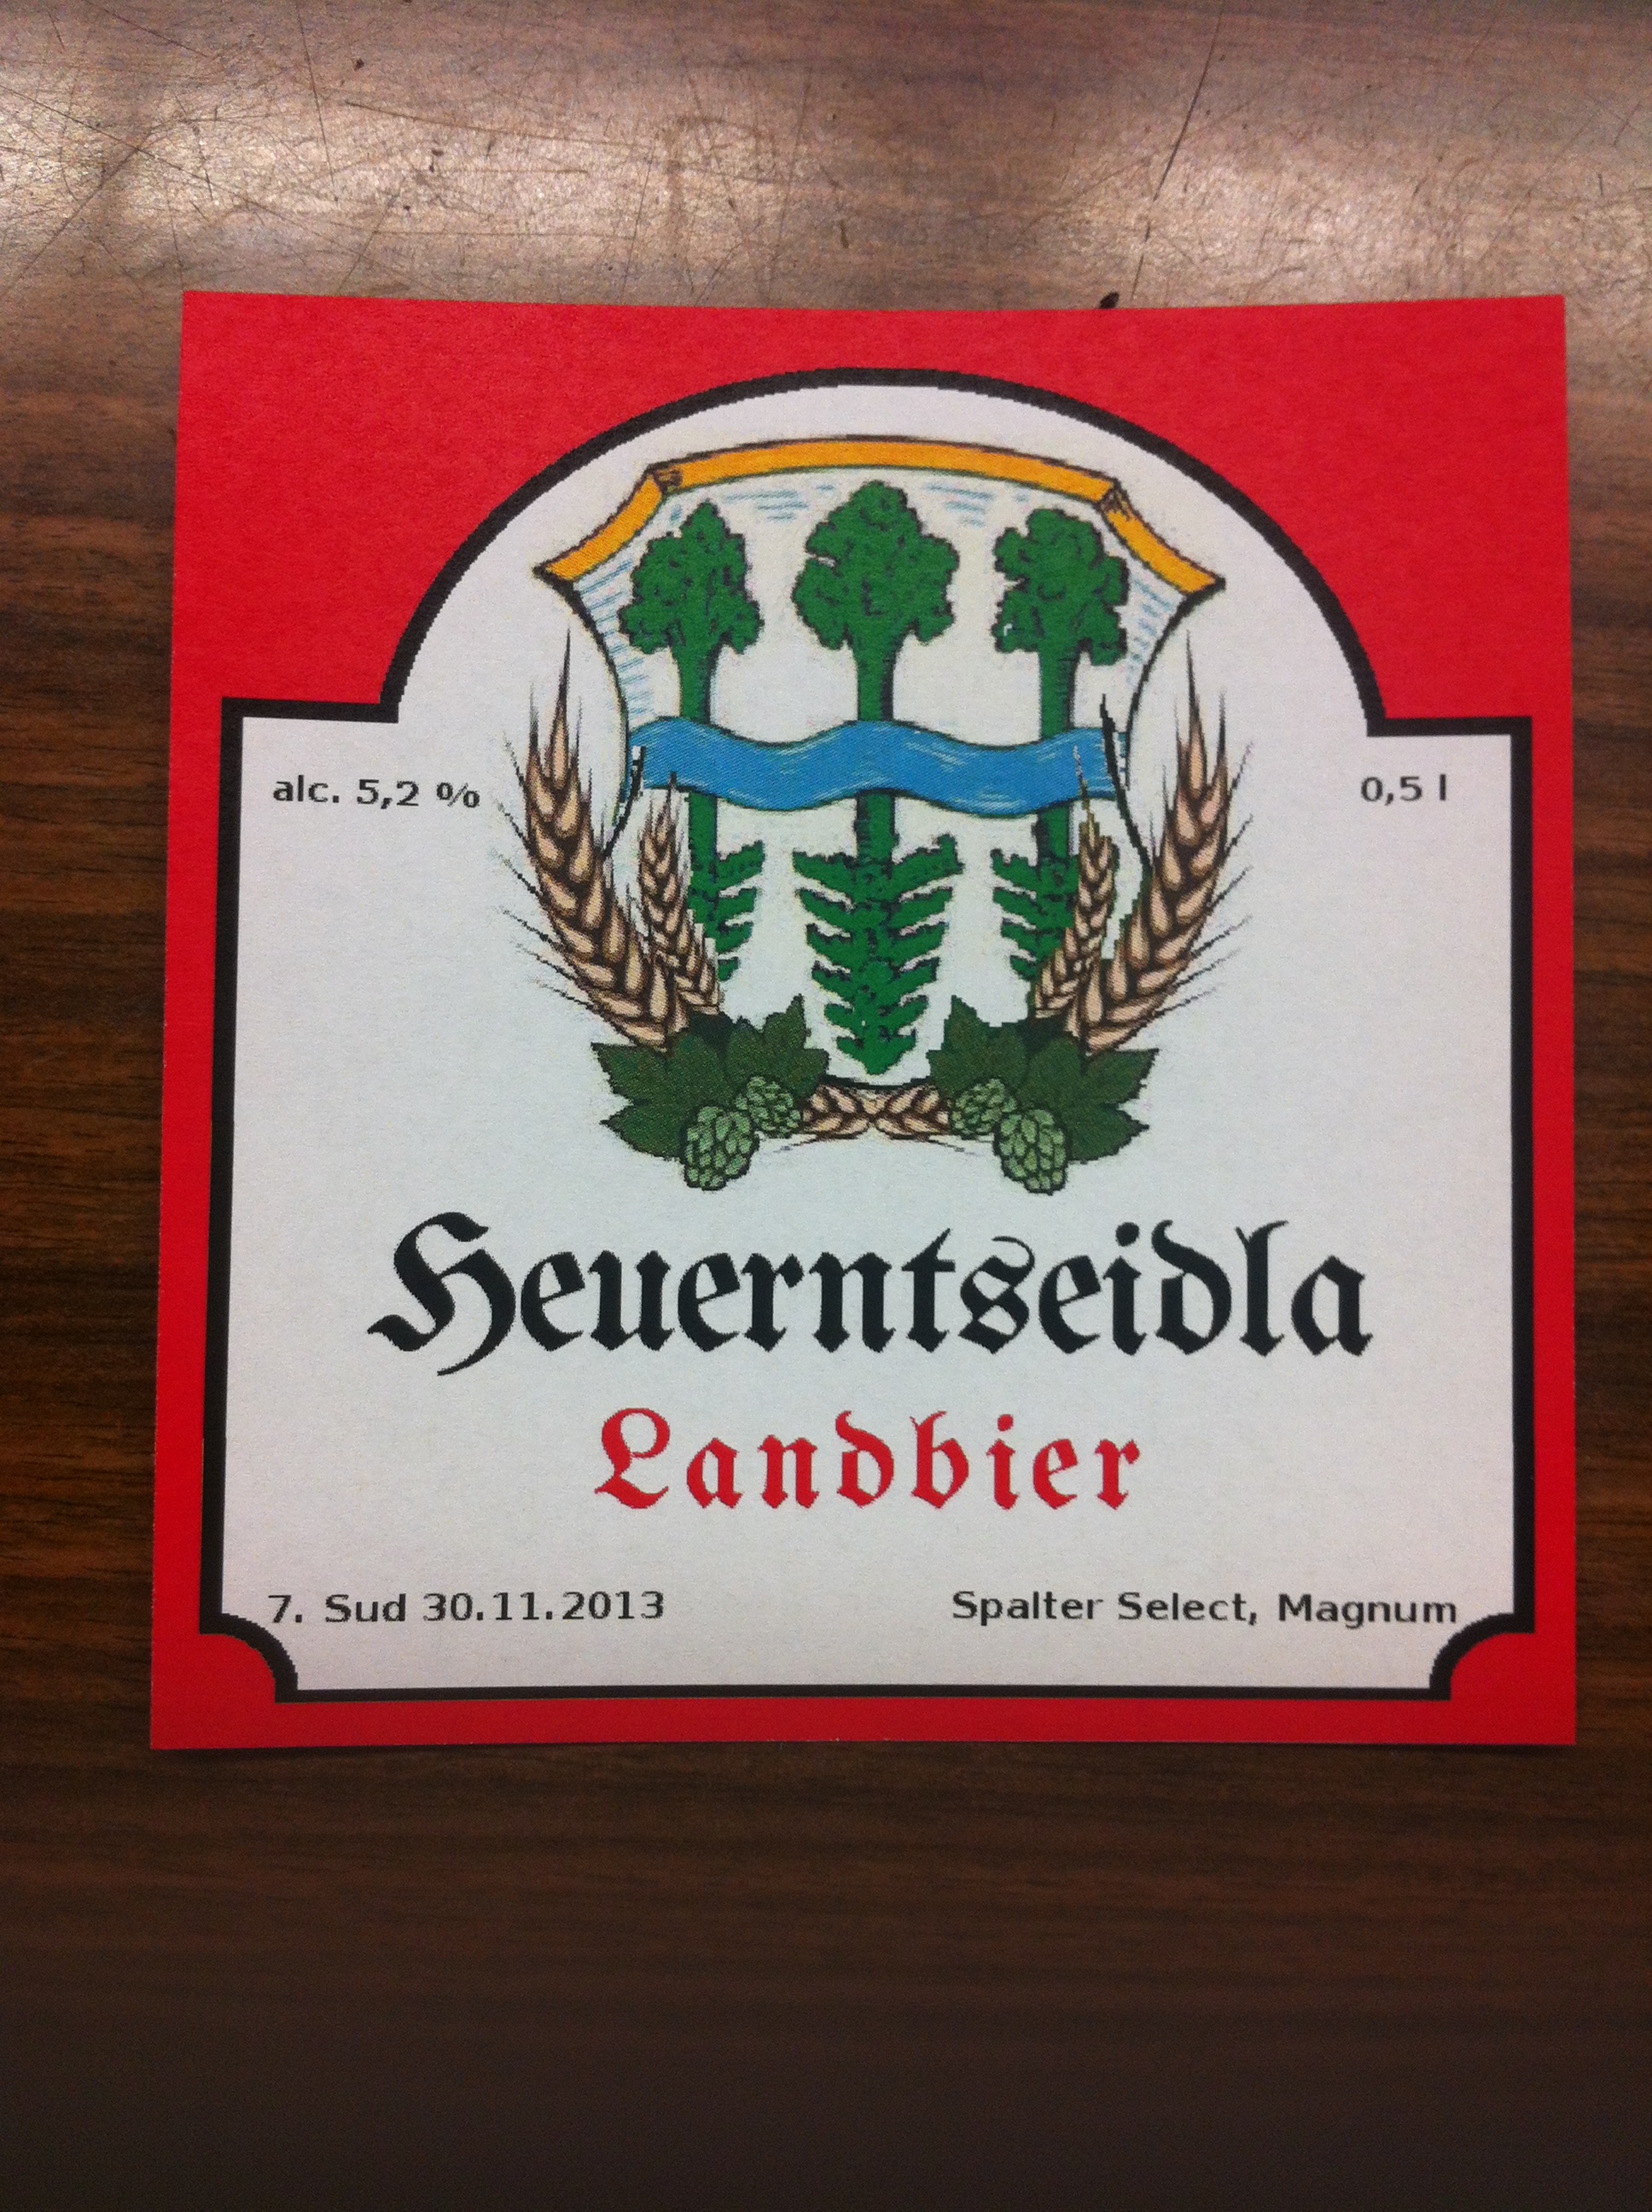 alc. 5,2 %
0,5 l
Heuerntseidla
Landbier
7. Sud 30.11.2013
Spalter Select, Magnum